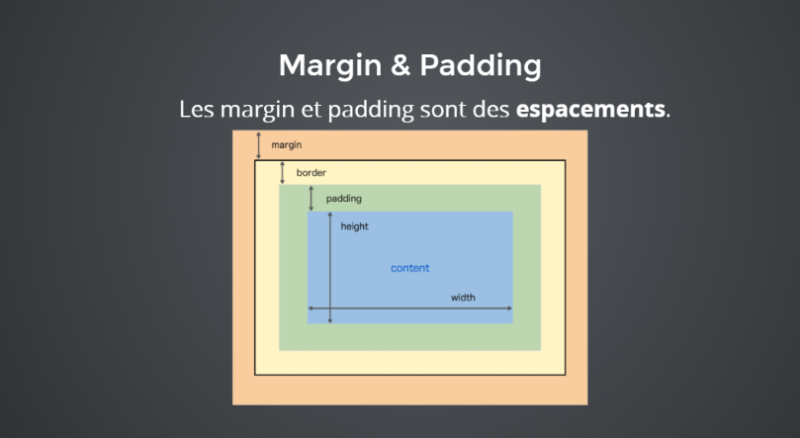 Margin & Padding
Les margin et padding sont des espacements.
margin
border
padding
height
content
width